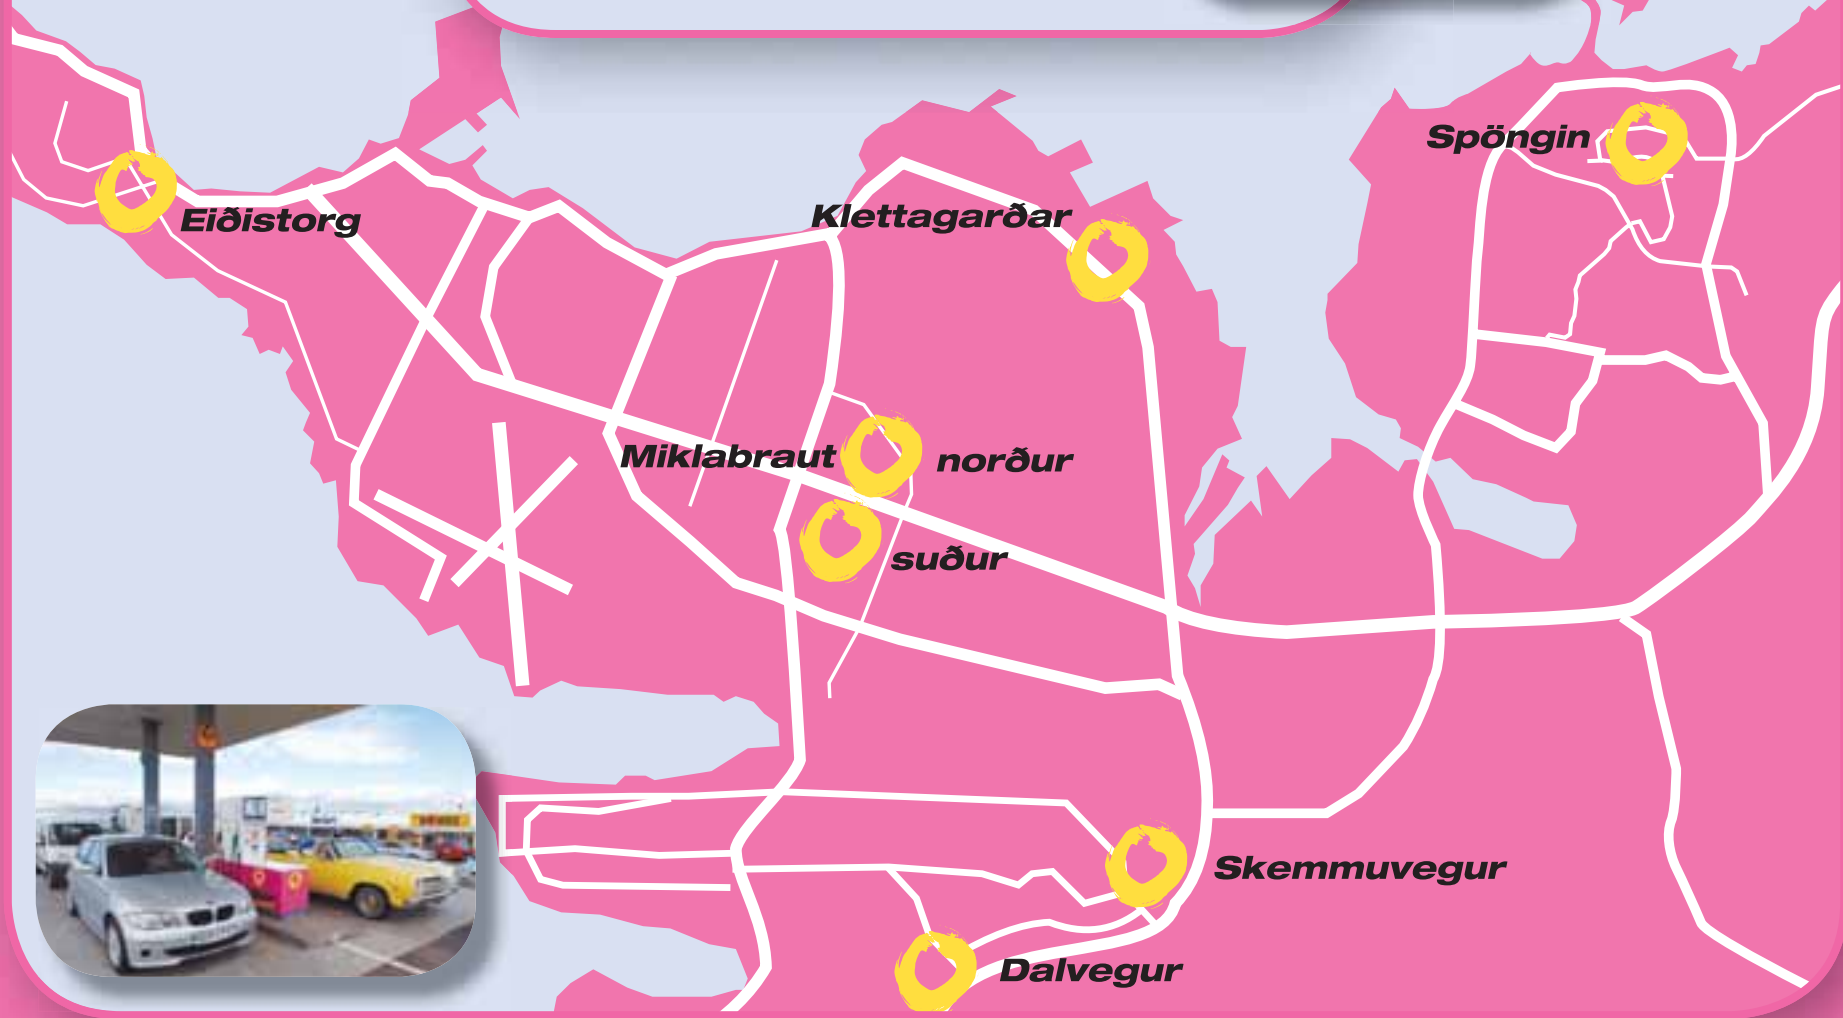 Spöngin
Eiðistorg
Klettagarðar
Miklabraut
norður
suður
Skemmuvegur
Dalvegur